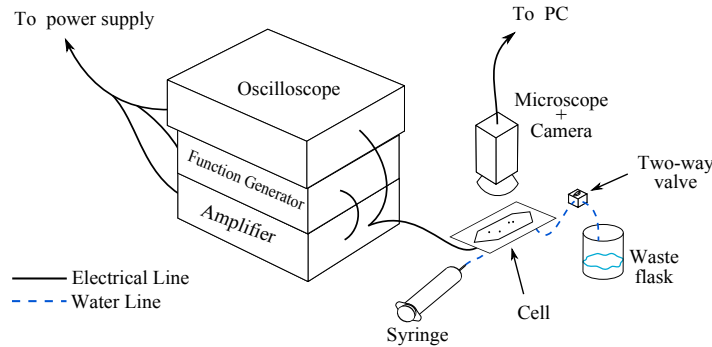 To power supply
To PC
Oscilloscope
Microscope
+
Camera
Two-way
valve
Function Generator
Amplifier
Electrical Line
Water Line
Waste
flask
Cell
Syringe